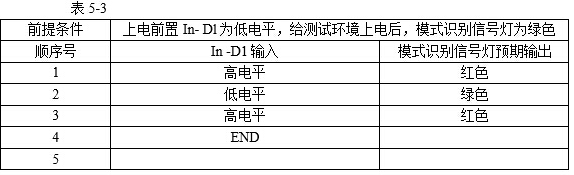 表 5-3
前提条件 上电前置 In- D1 为低电平，给测试环境上电后，模式识别信号灯为绿色
顺序号 In -D1 输入 模式识别信号灯预期输出
1 高电平 红色
2 低电平 绿色
3 高电平 红色
4 END
5